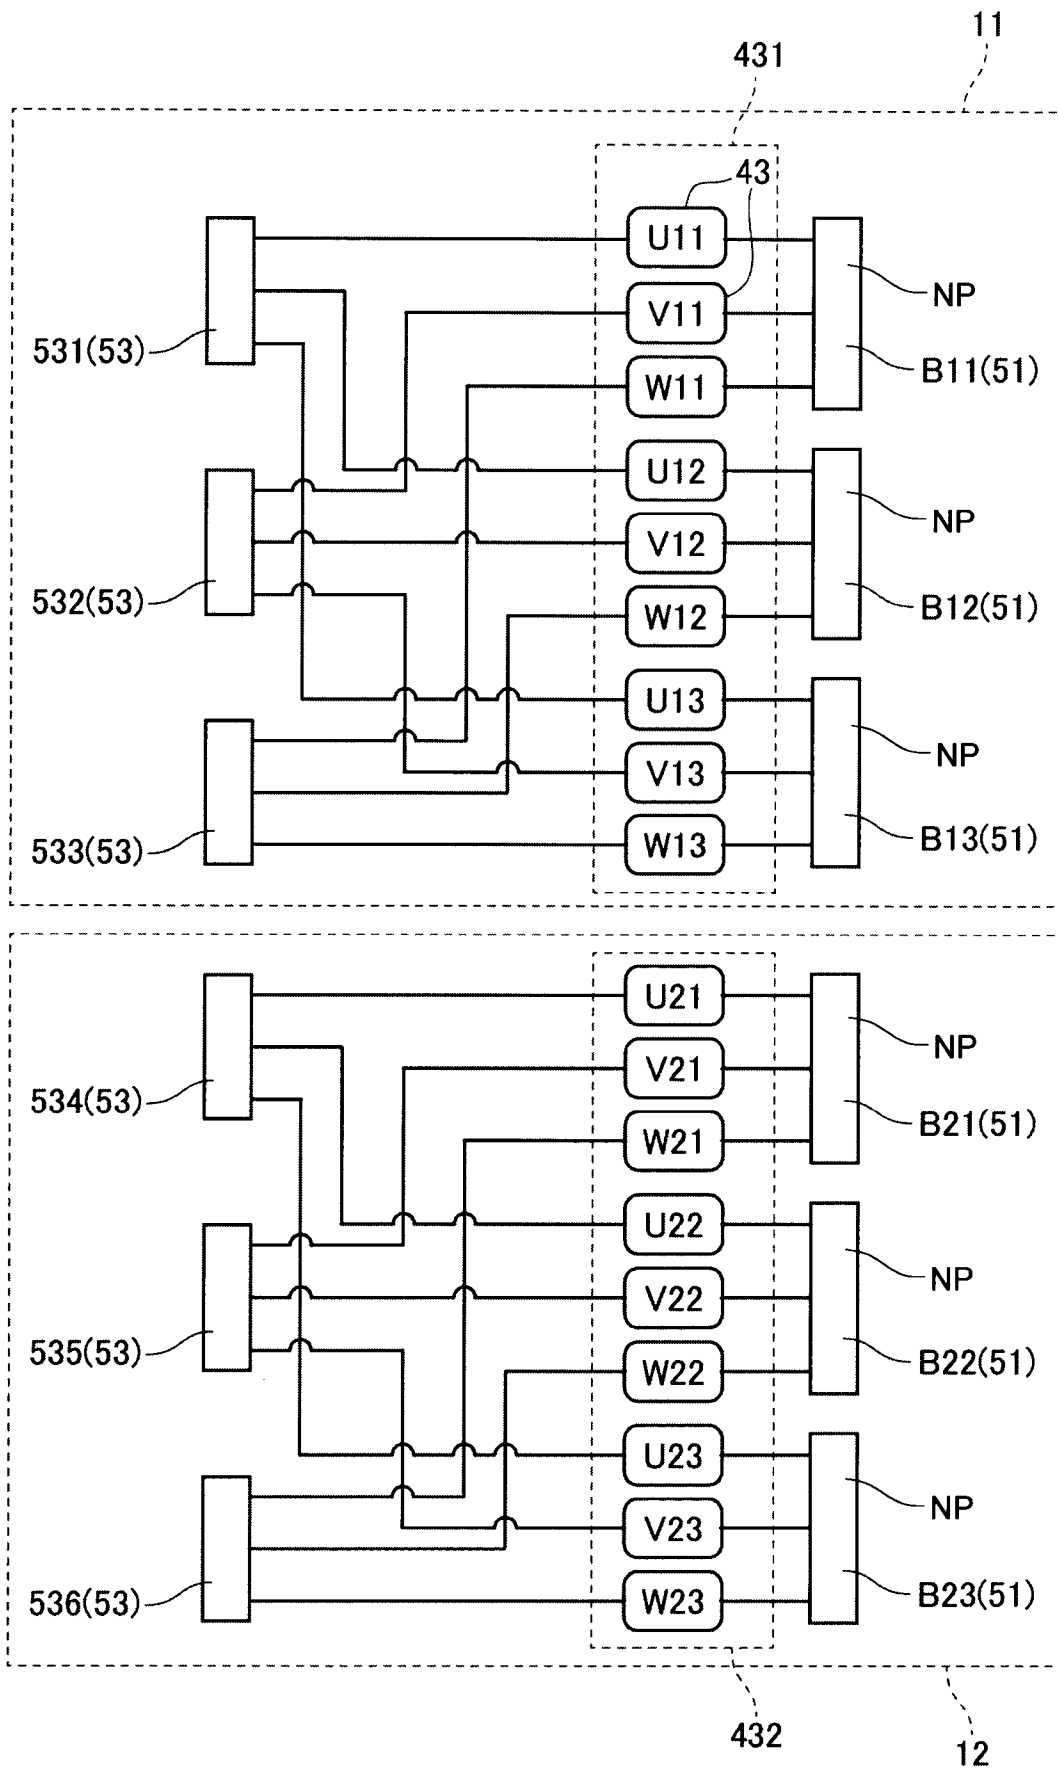 11
431
43
U11
NP
V11
531(53)
B11(51)
W11
U12
NP
V12
532(53)
B12(51)
W12
U13
NP
V13
533(53)
B13(51)
W13
U21
NP
V21
534(53)
B21(51)
W21
U22
NP
V22
535(53)
B22(51)
W22
U23
NP
V23
536(53)
B23(51)
W23
432
12